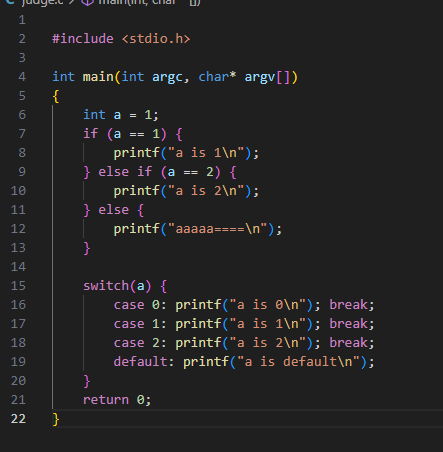 judge.c > main(int, char* [])
1
2 #include <stdio.h>
3
4 int main(int argc, char* argv[])
5 {
6     int a = 1;
7     if (a == 1) {
8         printf("a is 1\n");
9     } else if (a == 2) {
10         printf("a is 2\n");
11     } else {
12         printf("aaaaa====\n");
13     }
14
15     switch(a) {
16         case 0: printf("a is 0\n"); break;
17         case 1: printf("a is 1\n"); break;
18         case 2: printf("a is 2\n"); break;
19         default: printf("a is default\n");
20     }
21     return 0;
22 }